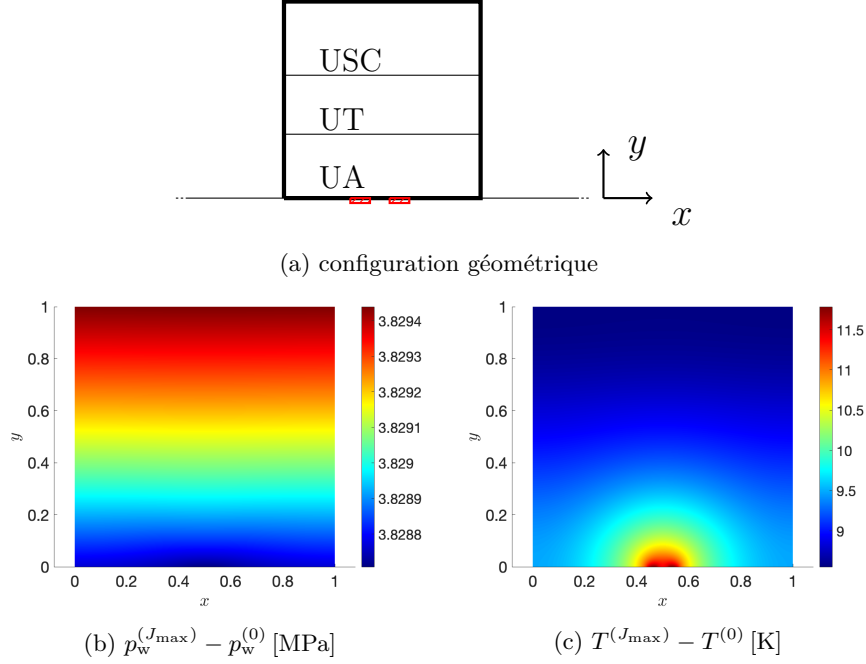 USC
UT
UA
y
x
(a) configuration géométrique
1
0.8
0.6
0.4
0.2
0
y
0 0.2 0.4 0.6 0.8 1
x
3.8294
3.8293
3.8292
3.8291
3.829
3.8289
3.8288
1
0.8
0.6
0.4
0.2
0
y
0 0.2 0.4 0.6 0.8 1
x
11.5
11
10.5
10
9.5
9
(b) p_w^{(J_max)} − p_w^{(0)} [MPa]
(c) T^{(J_max)} − T^{(0)} [K]